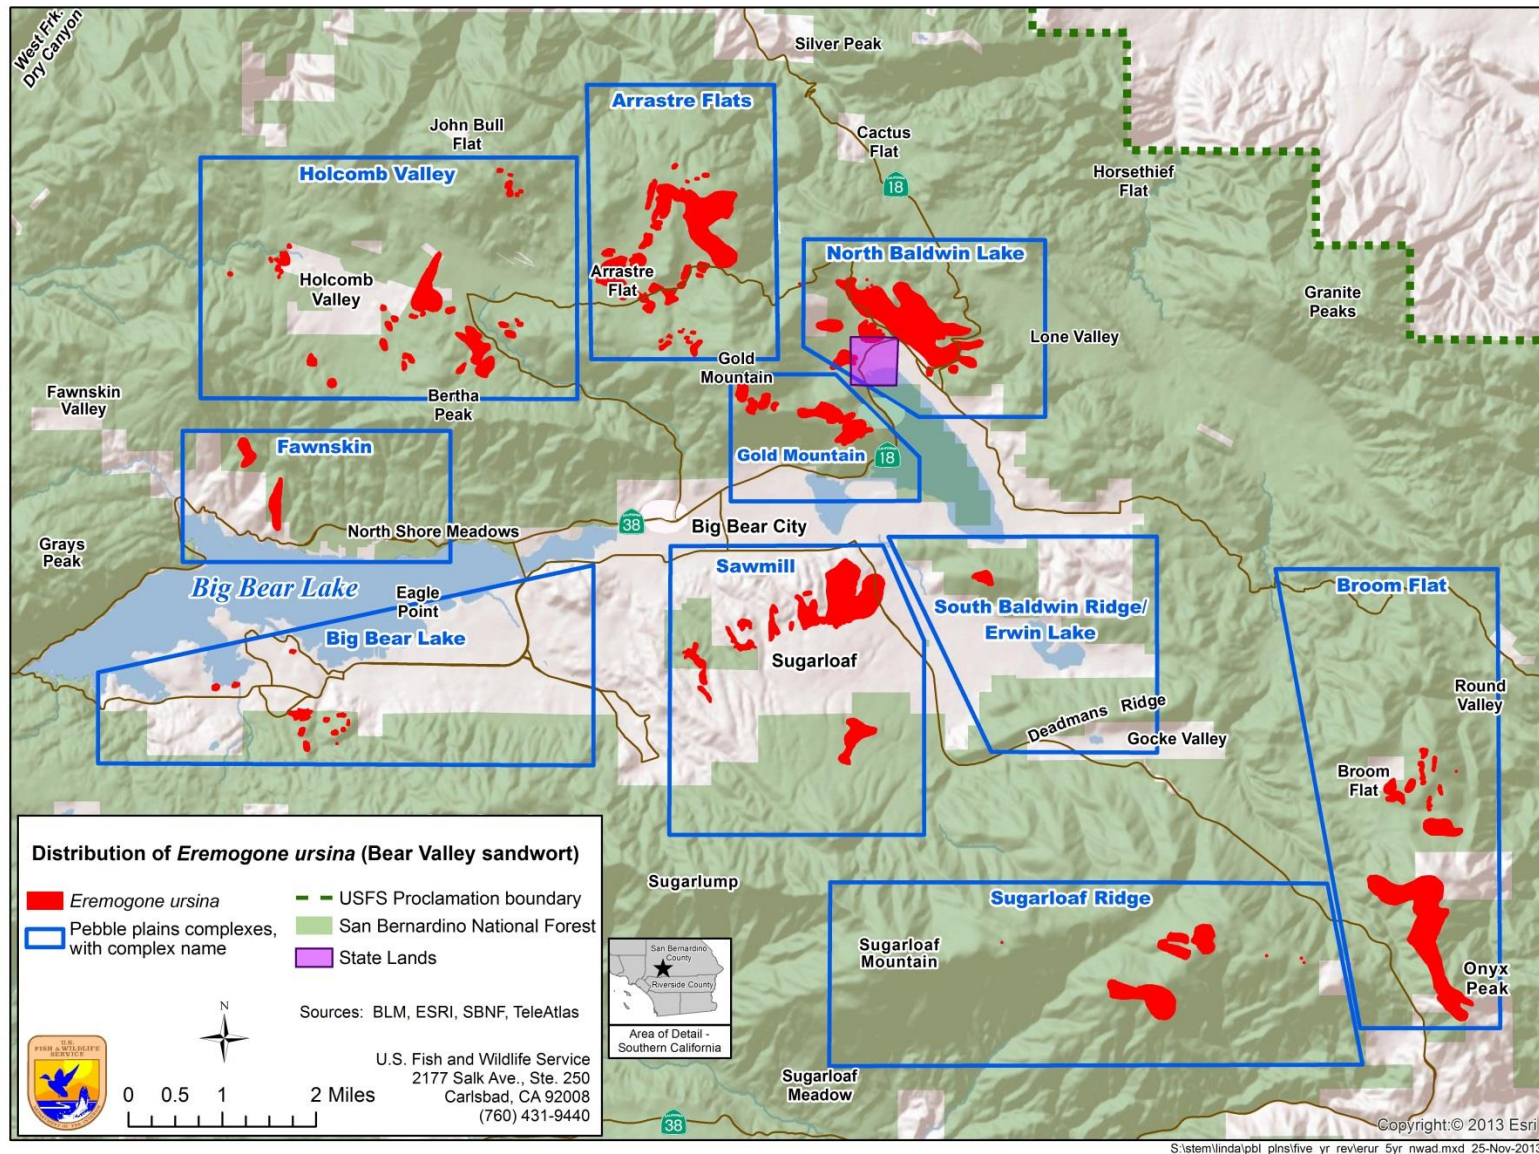 West Frk.
Dry Canyon
Silver Peak
Arrastre Flats
John Bull
Flat
Cactus
Flat
18
Horsethief
Flat
Holcomb Valley
North Baldwin Lake
Holcomb
Valley
Arrastre
Flat
Granite
Peaks
Lone Valley
Gold
Mountain
Fawnskin
Valley
Bertha
Peak
Fawnskin
Gold Mountain
18
North Shore Meadows
38
Big Bear City
Grays
Peak
Big Bear Lake
Eagle
Point
Sawmill
Broom Flat
South Baldwin Ridge/
Erwin Lake
Big Bear Lake
Sugarloaf
Round
Valley
Deadmans Ridge
Gocke Valley
Broom
Flat
Sugarlump
Sugarloaf Ridge
Sugarloaf
Mountain
Onyx
Peak
Sugarloaf
Meadow
38
Distribution of Eremogone ursina (Bear Valley sandwort)
Eremogone ursina
Pebble plains complexes,
with complex name
USFS Proclamation boundary
San Bernardino National Forest
State Lands
Sources: BLM, ESRI, SBNF, TeleAtlas
N
U.S.
FISH & WILDLIFE
SERVICE
0 0.5 1 2 Miles
U.S. Fish and Wildlife Service
2177 Salk Ave., Ste. 250
Carlsbad, CA 92008
(760) 431-9440
San Bernardino
County
Riverside County
Area of Detail -
Southern California
Copyright:© 2013 Esri
S:\stem\linda\pbl_plns\five_yr_rev\erur_5yr_nwad.mxd 25-Nov-2013